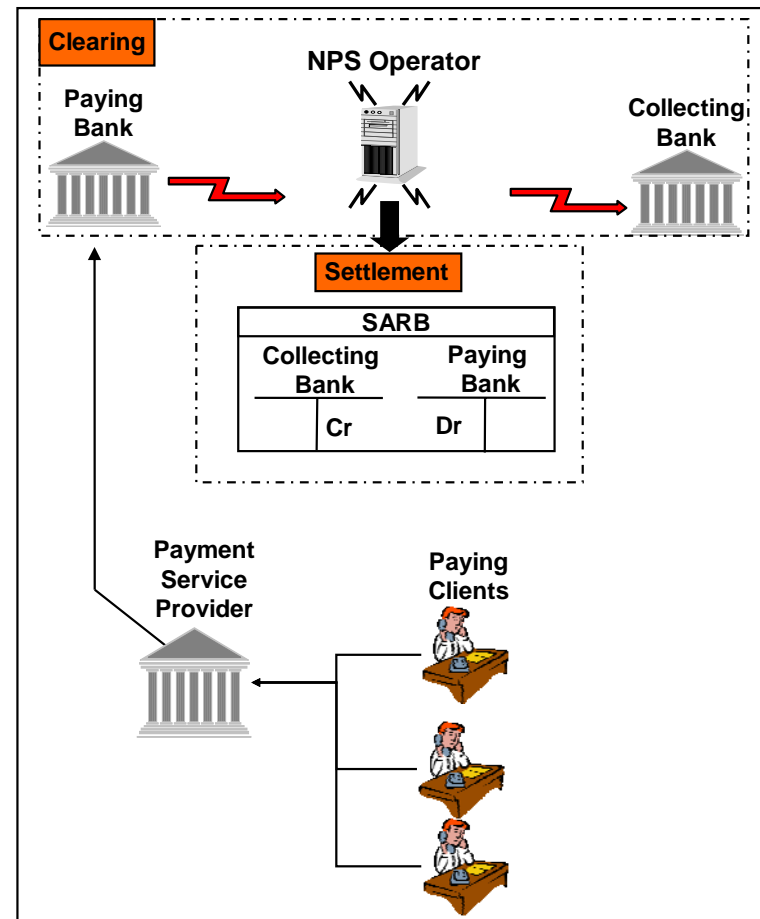 Clearing
NPS Operator
Paying
Bank
Collecting
Bank
Settlement
SARB
Collecting
Bank
Paying
Bank
Cr
Dr
Payment
Service
Provider
Paying
Clients